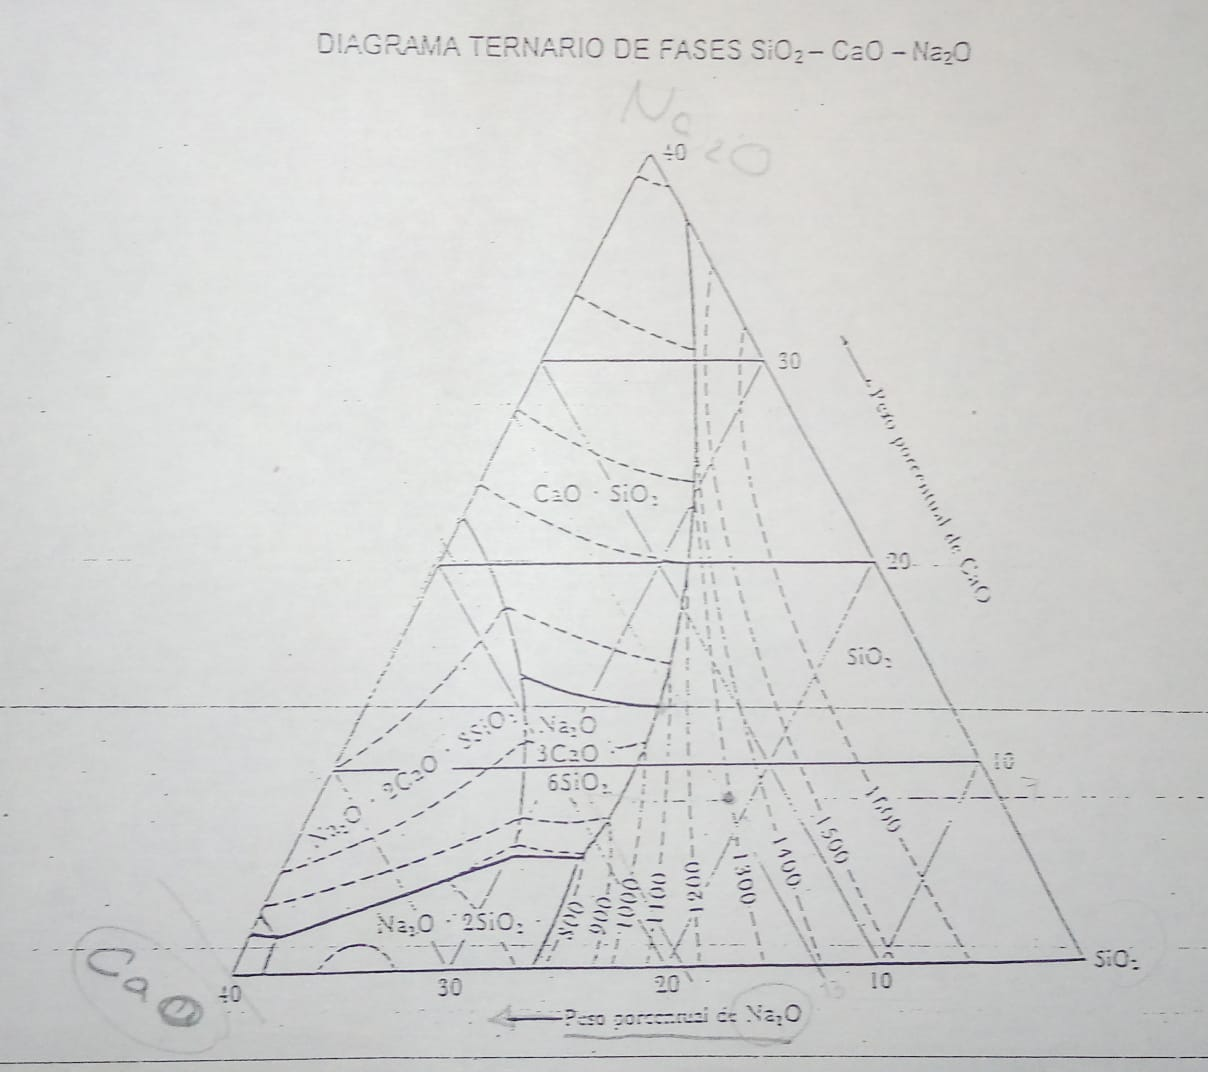 DIAGRAMA TERNARIO DE FASES SiO₂ – CaO – Na₂O
Na₂O
40
30
Peso porcentual de CaO
CaO · SiO₂
20
SiO₂
Na₂O
3CaO
6SiO₂
10
Na₂O · 2CaO ·
1600
1500
1400
1300
1200
1100
1000
900
800
Na₂O · 2SiO₂
CaO
SiO₂
40
30
20
10
Peso porcentual de Na₂O